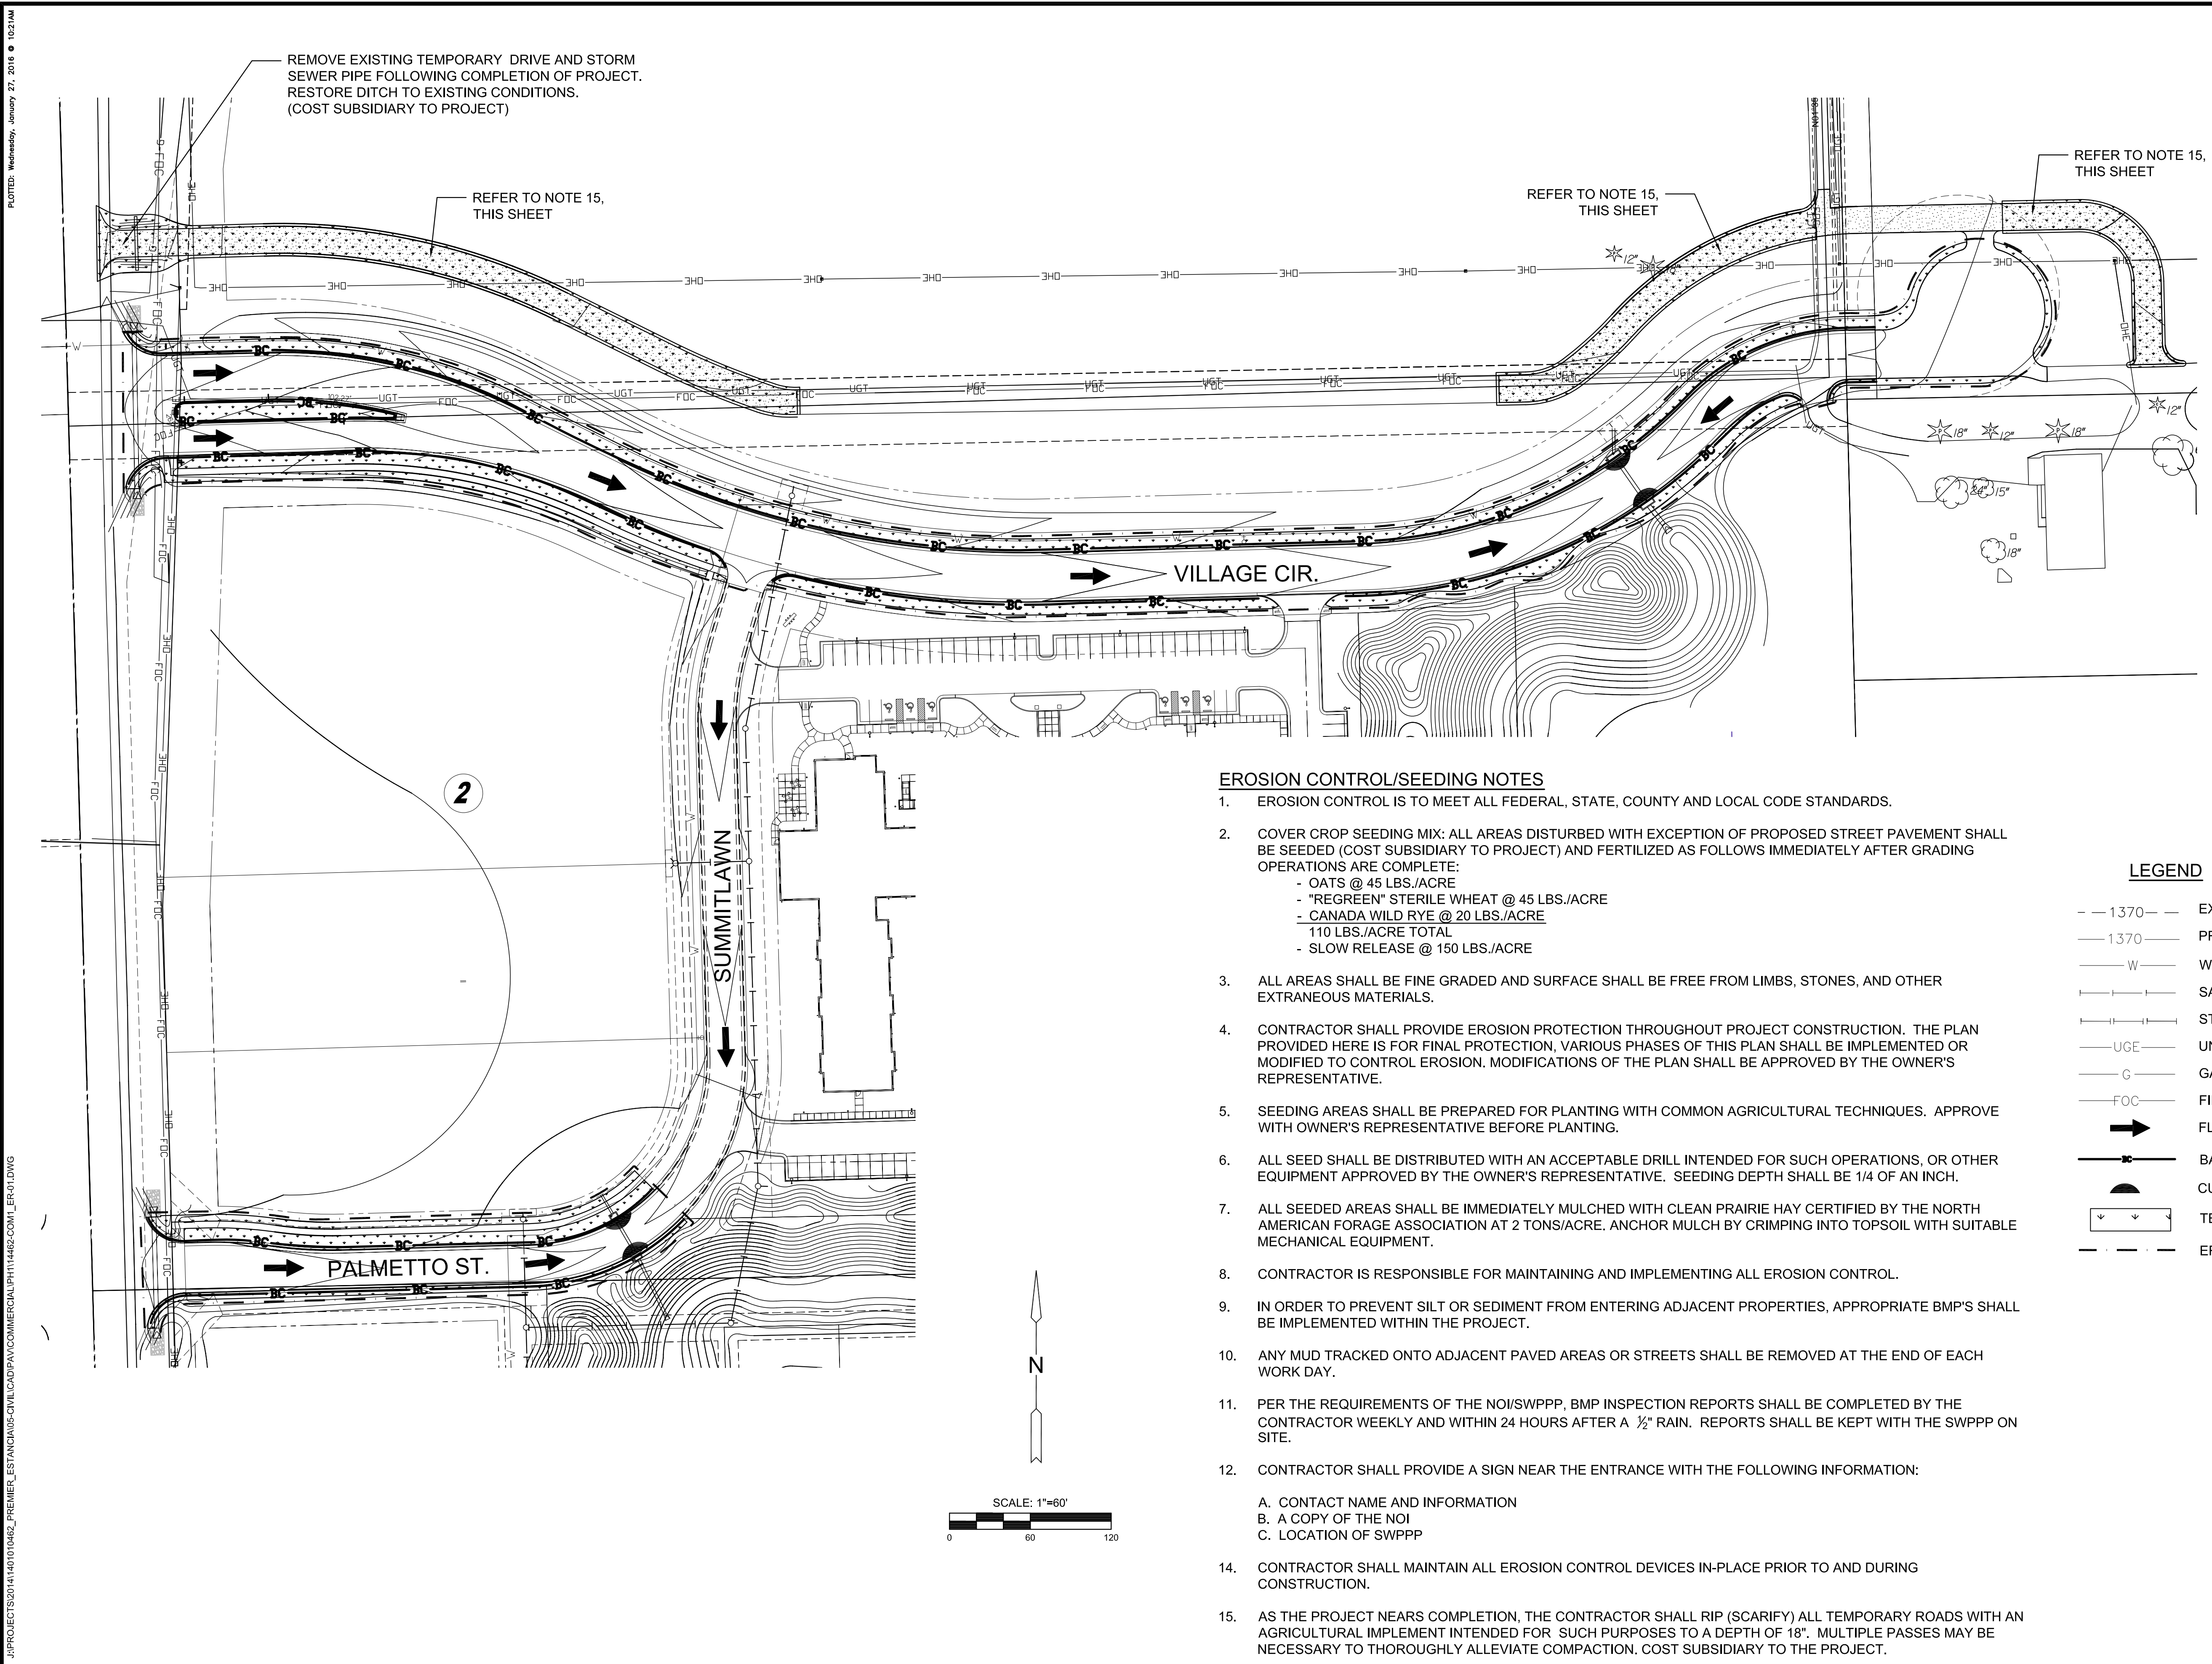 PLOTTED: Wednesday, January 27, 2016 @ 10:21AM
REMOVE EXISTING TEMPORARY DRIVE AND STORM
SEWER PIPE FOLLOWING COMPLETION OF PROJECT.
RESTORE DITCH TO EXISTING CONDITIONS.
(COST SUBSIDIARY TO PROJECT)
REFER TO NOTE 15,
THIS SHEET
REFER TO NOTE 15,
THIS SHEET
REFER TO NOTE 15,
THIS SHEET
VILLAGE CIR.
2
SUMMITLAWN
PALMETTO ST.
N
SCALE: 1"=60'
0 60 120
EROSION CONTROL/SEEDING NOTES
1. EROSION CONTROL IS TO MEET ALL FEDERAL, STATE, COUNTY AND LOCAL CODE STANDARDS.
2. COVER CROP SEEDING MIX: ALL AREAS DISTURBED WITH EXCEPTION OF PROPOSED STREET PAVEMENT SHALL
BE SEEDED (COST SUBSIDIARY TO PROJECT) AND FERTILIZED AS FOLLOWS IMMEDIATELY AFTER GRADING
OPERATIONS ARE COMPLETE:
- OATS @ 45 LBS./ACRE
- "REGREEN" STERILE WHEAT @ 45 LBS./ACRE
- CANADA WILD RYE @ 20 LBS./ACRE
110 LBS./ACRE TOTAL
- SLOW RELEASE @ 150 LBS./ACRE
3. ALL AREAS SHALL BE FINE GRADED AND SURFACE SHALL BE FREE FROM LIMBS, STONES, AND OTHER
EXTRANEOUS MATERIALS.
4. CONTRACTOR SHALL PROVIDE EROSION PROTECTION THROUGHOUT PROJECT CONSTRUCTION. THE PLAN
PROVIDED HERE IS FOR FINAL PROTECTION, VARIOUS PHASES OF THIS PLAN SHALL BE IMPLEMENTED OR
MODIFIED TO CONTROL EROSION. MODIFICATIONS OF THE PLAN SHALL BE APPROVED BY THE OWNER'S
REPRESENTATIVE.
5. SEEDING AREAS SHALL BE PREPARED FOR PLANTING WITH COMMON AGRICULTURAL TECHNIQUES. APPROVE
WITH OWNER'S REPRESENTATIVE BEFORE PLANTING.
6. ALL SEED SHALL BE DISTRIBUTED WITH AN ACCEPTABLE DRILL INTENDED FOR SUCH OPERATIONS, OR OTHER
EQUIPMENT APPROVED BY THE OWNER'S REPRESENTATIVE. SEEDING DEPTH SHALL BE 1/4 OF AN INCH.
7. ALL SEEDED AREAS SHALL BE IMMEDIATELY MULCHED WITH CLEAN PRAIRIE HAY CERTIFIED BY THE NORTH
AMERICAN FORAGE ASSOCIATION AT 2 TONS/ACRE. ANCHOR MULCH BY CRIMPING INTO TOPSOIL WITH SUITABLE
MECHANICAL EQUIPMENT.
8. CONTRACTOR IS RESPONSIBLE FOR MAINTAINING AND IMPLEMENTING ALL EROSION CONTROL.
9. IN ORDER TO PREVENT SILT OR SEDIMENT FROM ENTERING ADJACENT PROPERTIES, APPROPRIATE BMP'S SHALL
BE IMPLEMENTED WITHIN THE PROJECT.
10. ANY MUD TRACKED ONTO ADJACENT PAVED AREAS OR STREETS SHALL BE REMOVED AT THE END OF EACH
WORK DAY.
11. PER THE REQUIREMENTS OF THE NOI/SWPPP, BMP INSPECTION REPORTS SHALL BE COMPLETED BY THE
CONTRACTOR WEEKLY AND WITHIN 24 HOURS AFTER A ½" RAIN. REPORTS SHALL BE KEPT WITH THE SWPPP ON
SITE.
12. CONTRACTOR SHALL PROVIDE A SIGN NEAR THE ENTRANCE WITH THE FOLLOWING INFORMATION:
A. CONTACT NAME AND INFORMATION
B. A COPY OF THE NOI
C. LOCATION OF SWPPP
14. CONTRACTOR SHALL MAINTAIN ALL EROSION CONTROL DEVICES IN-PLACE PRIOR TO AND DURING
CONSTRUCTION.
15. AS THE PROJECT NEARS COMPLETION, THE CONTRACTOR SHALL RIP (SCARIFY) ALL TEMPORARY ROADS WITH AN
AGRICULTURAL IMPLEMENT INTENDED FOR SUCH PURPOSES TO A DEPTH OF 18". MULTIPLE PASSES MAY BE
NECESSARY TO THOROUGHLY ALLEVIATE COMPACTION. COST SUBSIDIARY TO THE PROJECT.
LEGEND
1370
1370
W
UGE
G
FOC
BC
J:\PROJECTS\2014\1401010462_PREMIER_ESTANCIA\05-CIVIL\CAD\PAV\COMMERCIAL\PH1\14462-COM1_ER-01.DWG